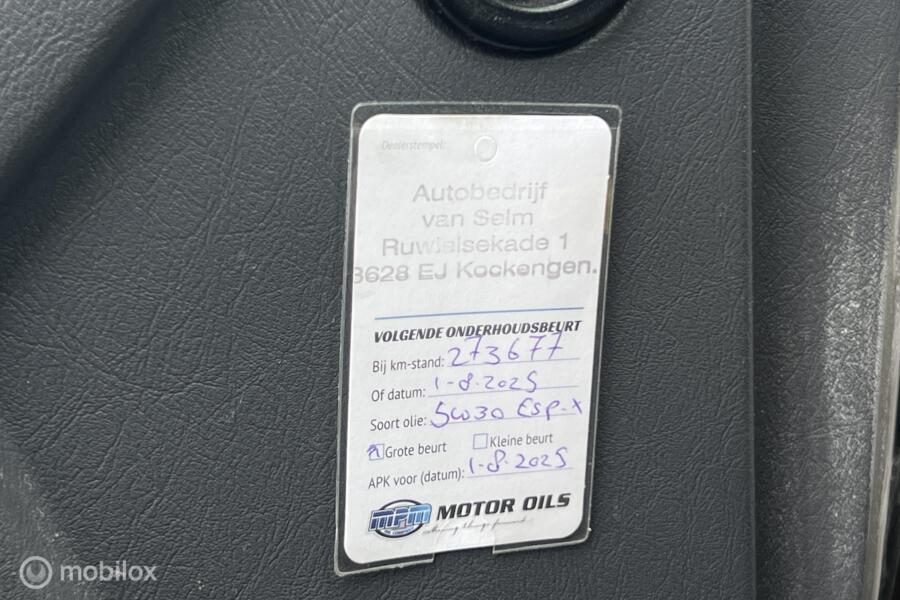 Dealerstempel:
Autobedrijf
van Selm
Ruwielsekade 1
3628 EJ Kockengen.
VOLGENDE ONDERHOUDSBEURT
Bij km-stand: 273677
Of datum: 1-8-2025
Soort olie: 5W30 ESP-X
Grote beurt Kleine beurt
APK voor (datum): 1-8-2025
MPM MOTOR OILS
mobilox